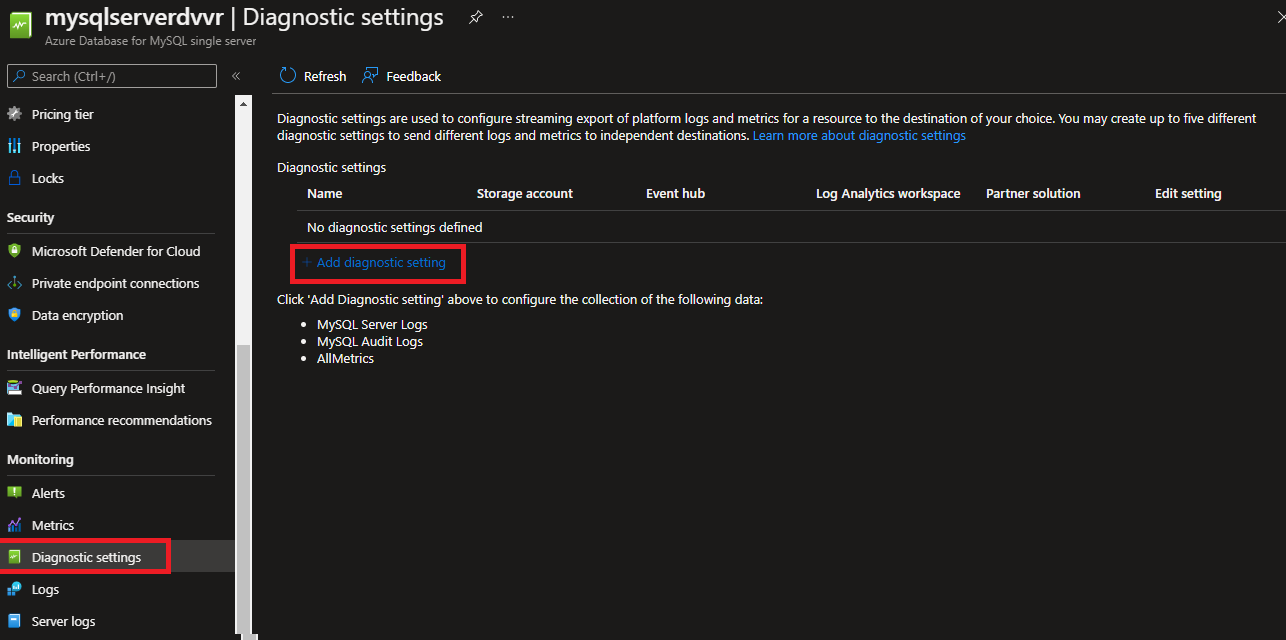 mysqlserverdvvr | Diagnostic settings
Azure Database for MySQL single server
Search (Ctrl+/)
Pricing tier
Properties
Locks
Security
Microsoft Defender for Cloud
Private endpoint connections
Data encryption
Intelligent Performance
Query Performance Insight
Performance recommendations
Monitoring
Alerts
Metrics
Diagnostic settings
Logs
Server logs
Refresh Feedback
Diagnostic settings are used to configure streaming export of platform logs and metrics for a resource to the destination of your choice. You may create up to five different
diagnostic settings to send different logs and metrics to independent destinations. Learn more about diagnostic settings
Diagnostic settings
Name Storage account Event hub Log Analytics workspace Partner solution Edit setting
No diagnostic settings defined
+ Add diagnostic setting
Click 'Add Diagnostic setting' above to configure the collection of the following data:
• MySQL Server Logs
• MySQL Audit Logs
• AllMetrics